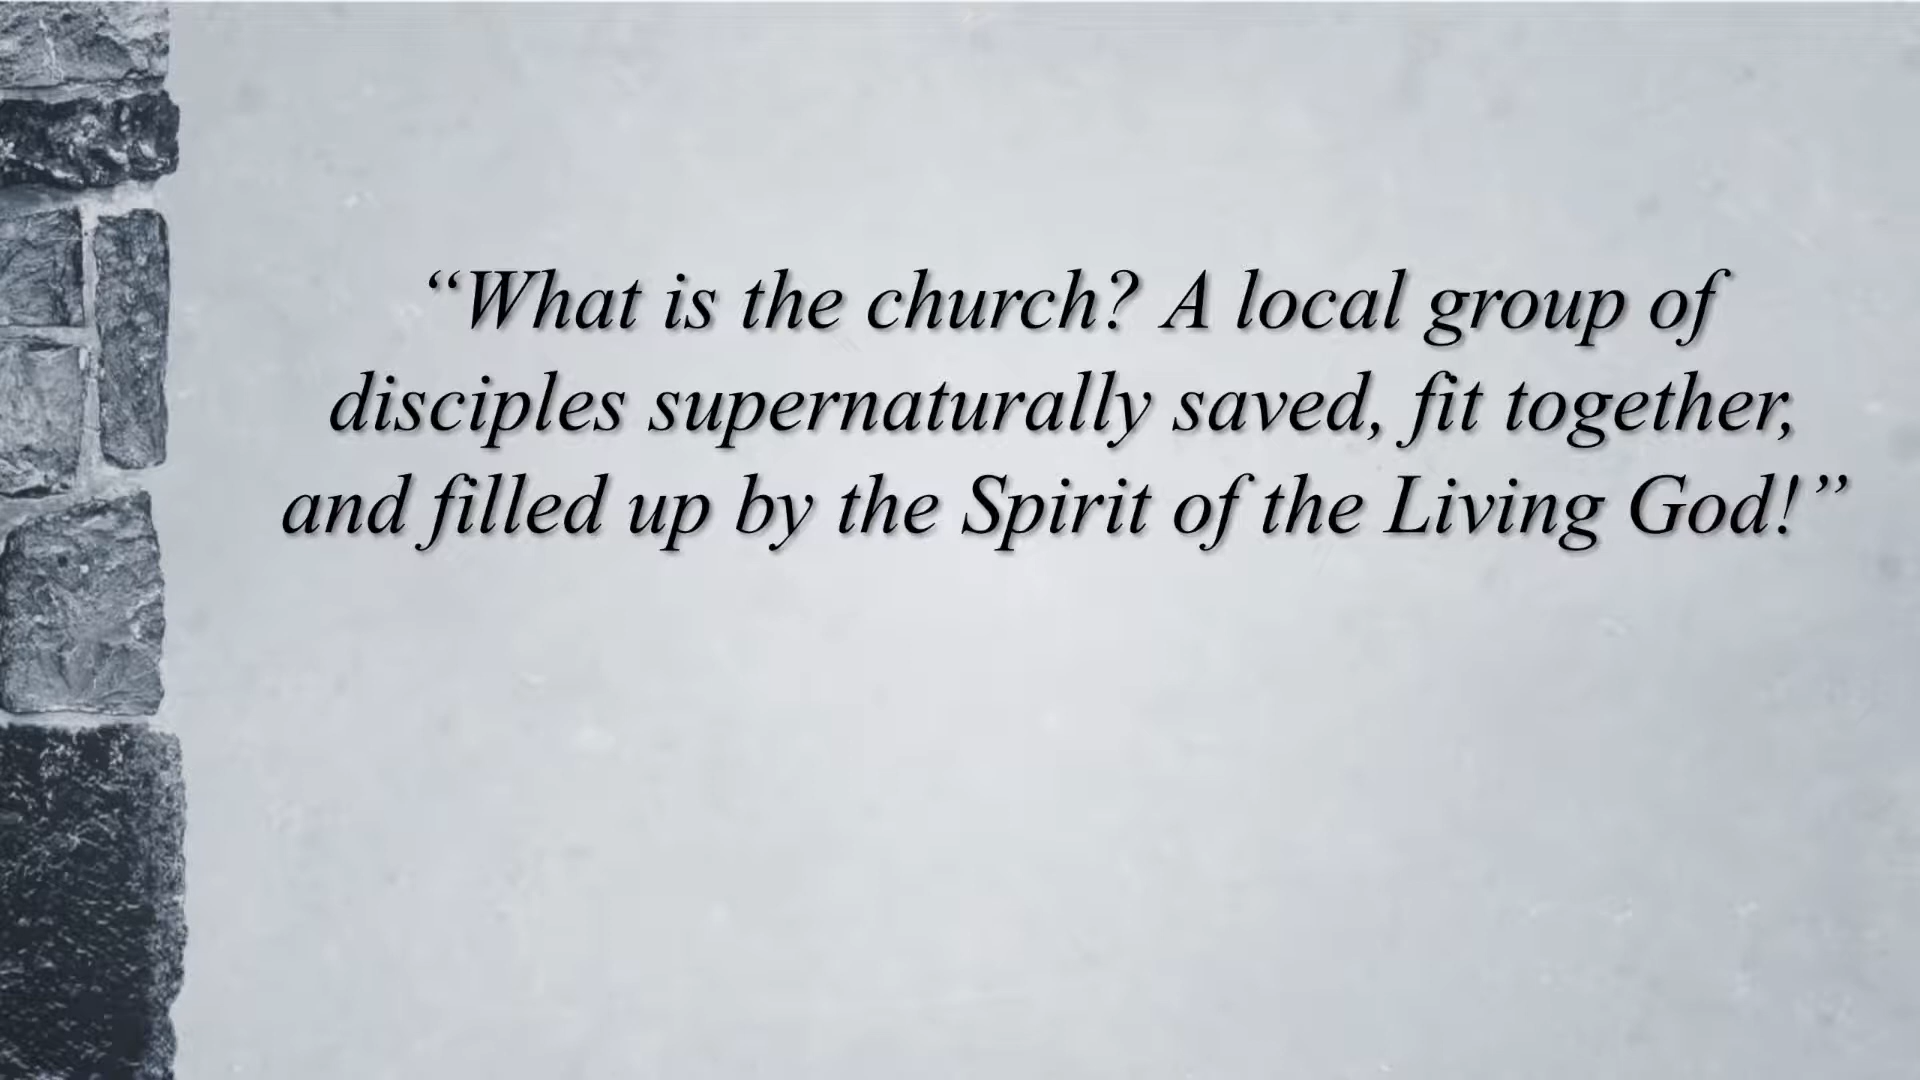 “What is the church? A local group of
disciples supernaturally saved, fit together,
and filled up by the Spirit of the Living God!”